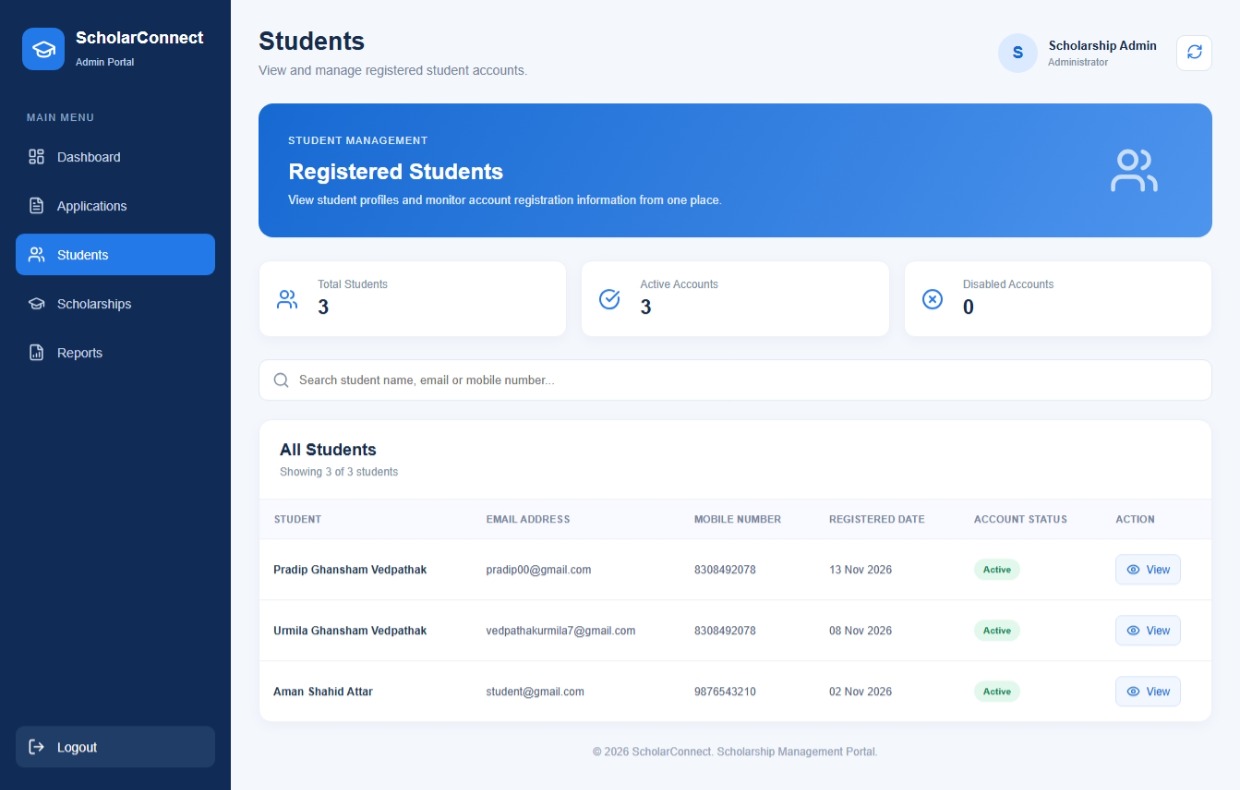 ScholarConnect
Admin Portal
MAIN MENU
Dashboard
Applications
Students
Scholarships
Reports
Logout
Students
View and manage registered student accounts.
S
Scholarship Admin
Administrator
STUDENT MANAGEMENT
Registered Students
View student profiles and monitor account registration information from one place.
Total Students
3
Active Accounts
3
Disabled Accounts
0
Search student name, email or mobile number...
All Students
Showing 3 of 3 students
STUDENT EMAIL ADDRESS MOBILE NUMBER REGISTERED DATE ACCOUNT STATUS ACTION
Pradip Ghansham Vedpathak pradip00@gmail.com 8308492078 13 Nov 2026 Active View
Urmila Ghansham Vedpathak vedpathakurmila7@gmail.com 8308492078 08 Nov 2026 Active View
Aman Shahid Attar student@gmail.com 9876543210 02 Nov 2026 Active View
© 2026 ScholarConnect. Scholarship Management Portal.